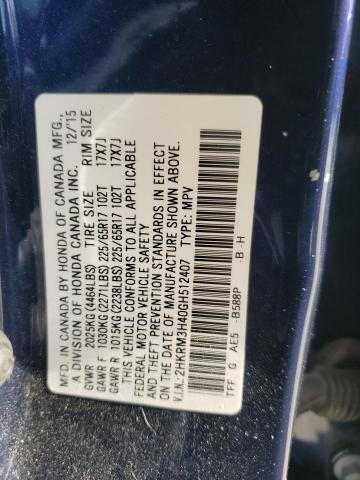 MFD. IN CANADA BY HONDA OF CANADA MFG.,
A DIVISION OF HONDA CANADA INC. 12/'15
GVWR 2025KG(4464LBS) TIRE SIZE RIM SIZE
GAWR F 1030KG(2271LBS) 225/65R17 102T 17X7J
GAWR R 1015KG(2238LBS) 225/65R17 102T 17X7J
THIS VEHICLE CONFORMS TO ALL APPLICABLE
FEDERAL MOTOR VEHICLE SAFETY
AND THEFT PREVENTION STANDARDS IN EFFECT
ON THE DATE OF MANUFACTURE SHOWN ABOVE.
V.I.N.: 2HKRM3H40GH512407 TYPE: MPV
TFF G AE5 -B588P -B -H